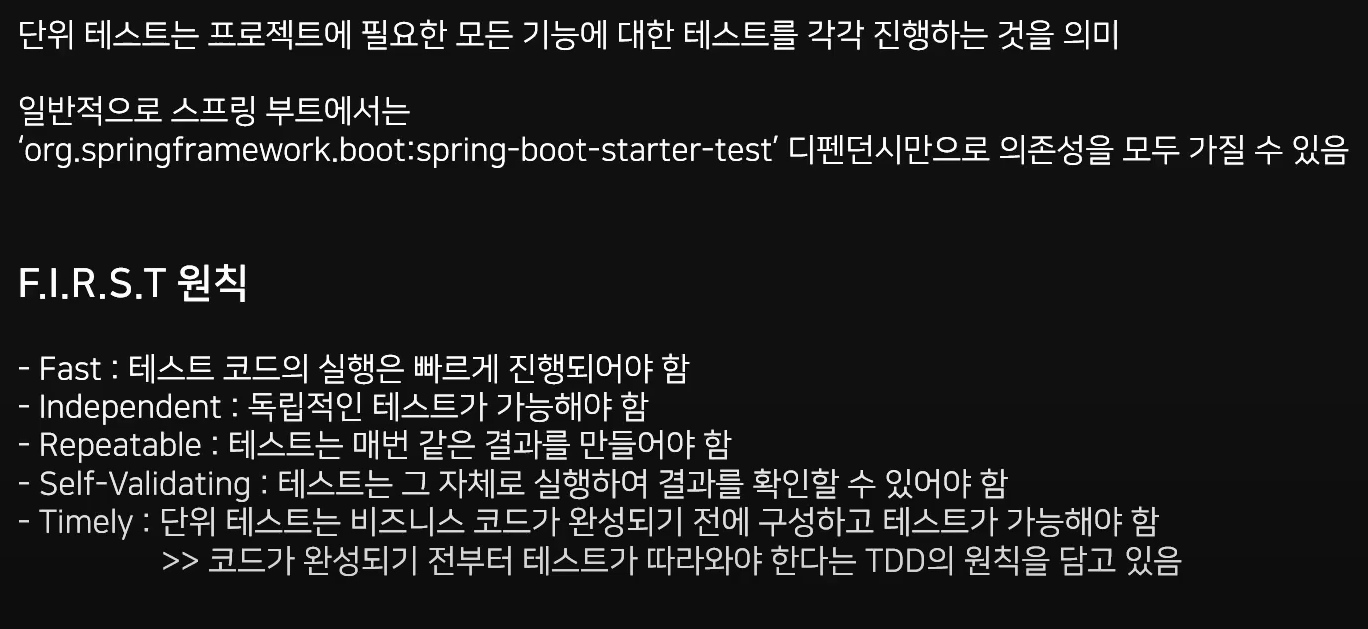 단위 테스트는 프로젝트에 필요한 모든 기능에 대한 테스트를 각각 진행하는 것을 의미
일반적으로 스프링 부트에서는
‘org.springframework.boot:spring-boot-starter-test’ 디펜던시만으로 의존성을 모두 가질 수 있음
F.I.R.S.T 원칙
- Fast : 테스트 코드의 실행은 빠르게 진행되어야 함
- Independent : 독립적인 테스트가 가능해야 함
- Repeatable : 테스트는 매번 같은 결과를 만들어야 함
- Self-Validating : 테스트는 그 자체로 실행하여 결과를 확인할 수 있어야 함
- Timely : 단위 테스트는 비즈니스 코드가 완성되기 전에 구성하고 테스트가 가능해야 함
>> 코드가 완성되기 전부터 테스트가 따라와야 한다는 TDD의 원칙을 담고 있음